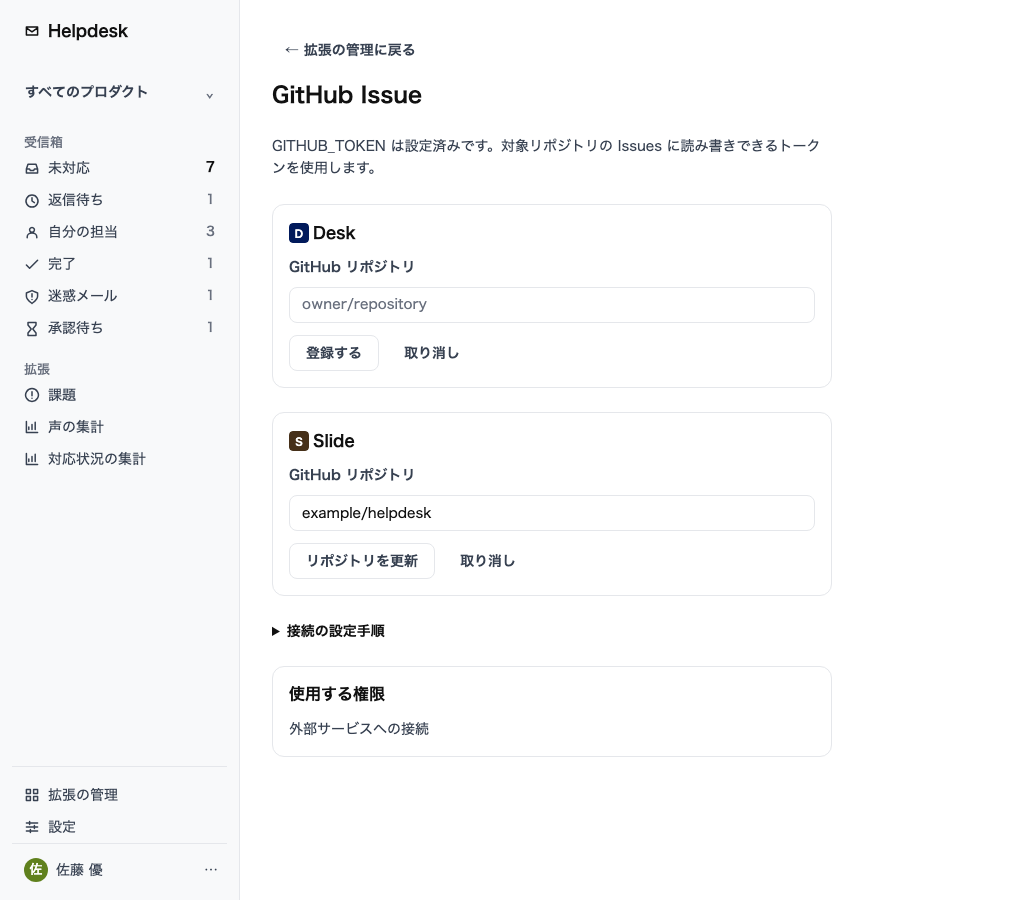 Helpdesk
すべてのプロダクト
受信箱
未対応 7
返信待ち 1
自分の担当 3
完了 1
迷惑メール 1
承認待ち 1
拡張
課題
声の集計
対応状況の集計
拡張の管理
設定
佐 佐藤 優 …
← 拡張の管理に戻る
GitHub Issue
GITHUB_TOKEN は設定済みです。対象リポジトリの Issues に読み書きできるトーク
ンを使用します。
D Desk
GitHub リポジトリ
owner/repository
登録する 取り消し
S Slide
GitHub リポジトリ
example/helpdesk
リポジトリを更新 取り消し
▶ 接続の設定手順
使用する権限
外部サービスへの接続